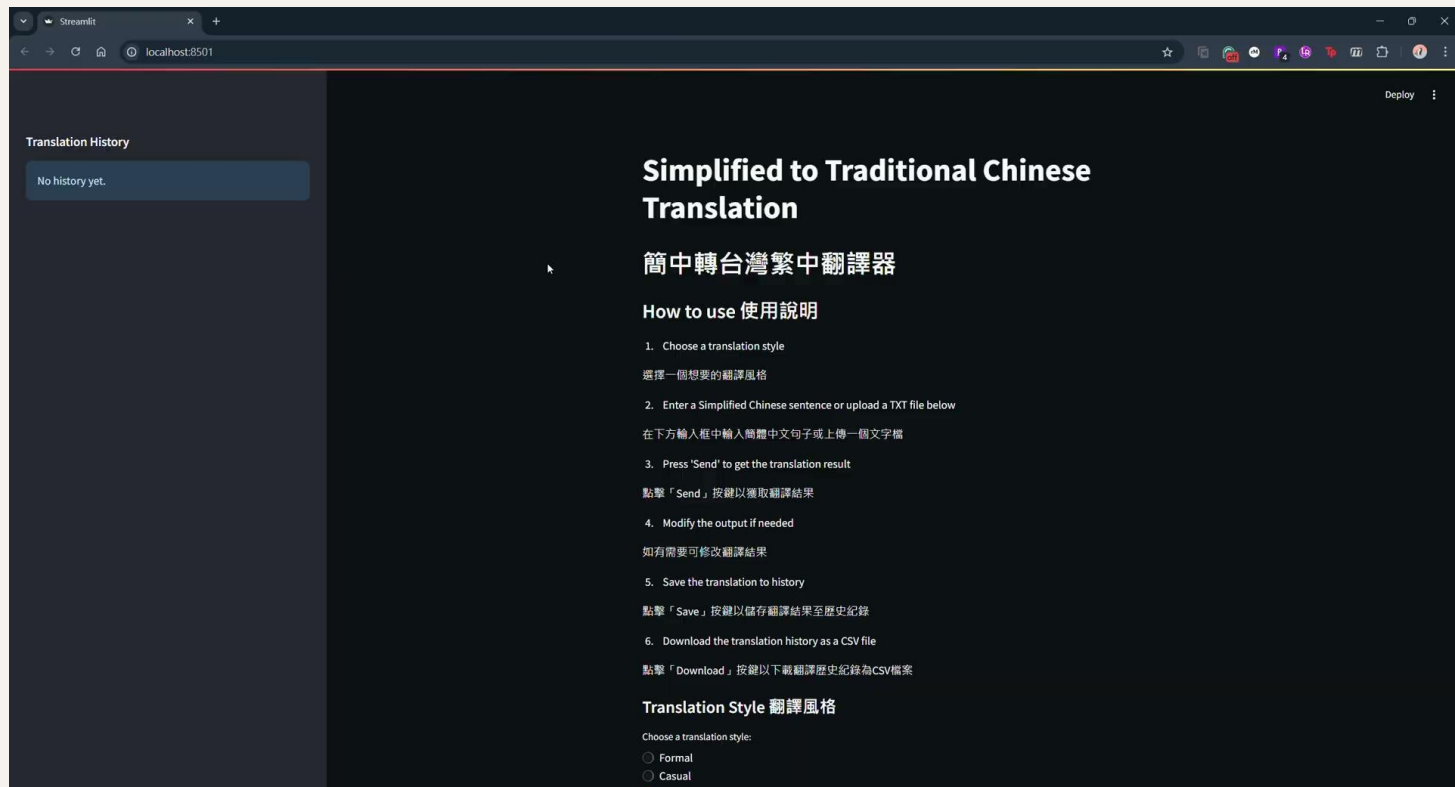 Streamlit
localhost:8501
off
4
Deploy
Translation History
No history yet.
Simplified to Traditional Chinese
Translation
簡中轉台灣繁中翻譯器
How to use 使用說明
1. Choose a translation style
選擇一個想要的翻譯風格
2. Enter a Simplified Chinese sentence or upload a TXT file below
在下方輸入框中輸入簡體中文句子或上傳一個文字檔
3. Press 'Send' to get the translation result
點擊「Send」按鍵以獲取翻譯結果
4. Modify the output if needed
如有需要可修改翻譯結果
5. Save the translation to history
點擊「Save」按鍵以儲存翻譯結果至歷史紀錄
6. Download the translation history as a CSV file
點擊「Download」按鍵以下載翻譯歷史紀錄為CSV檔案
Translation Style 翻譯風格
Choose a translation style:
Formal
Casual